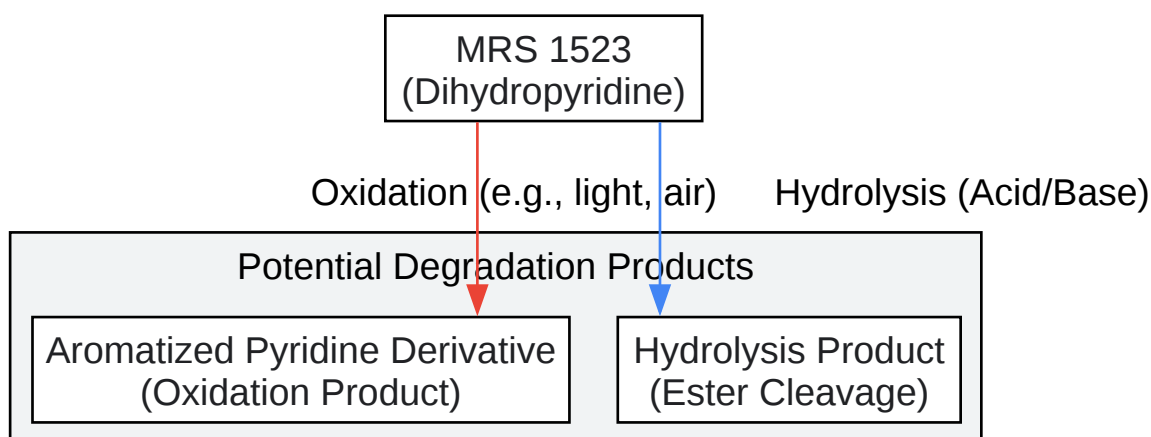 MRS 1523
(Dihydropyridine)
Oxidation (e.g., light, air)
Hydrolysis (Acid/Base)
Potential Degradation Products
Aromatized Pyridine Derivative
(Oxidation Product)
Hydrolysis Product
(Ester Cleavage)